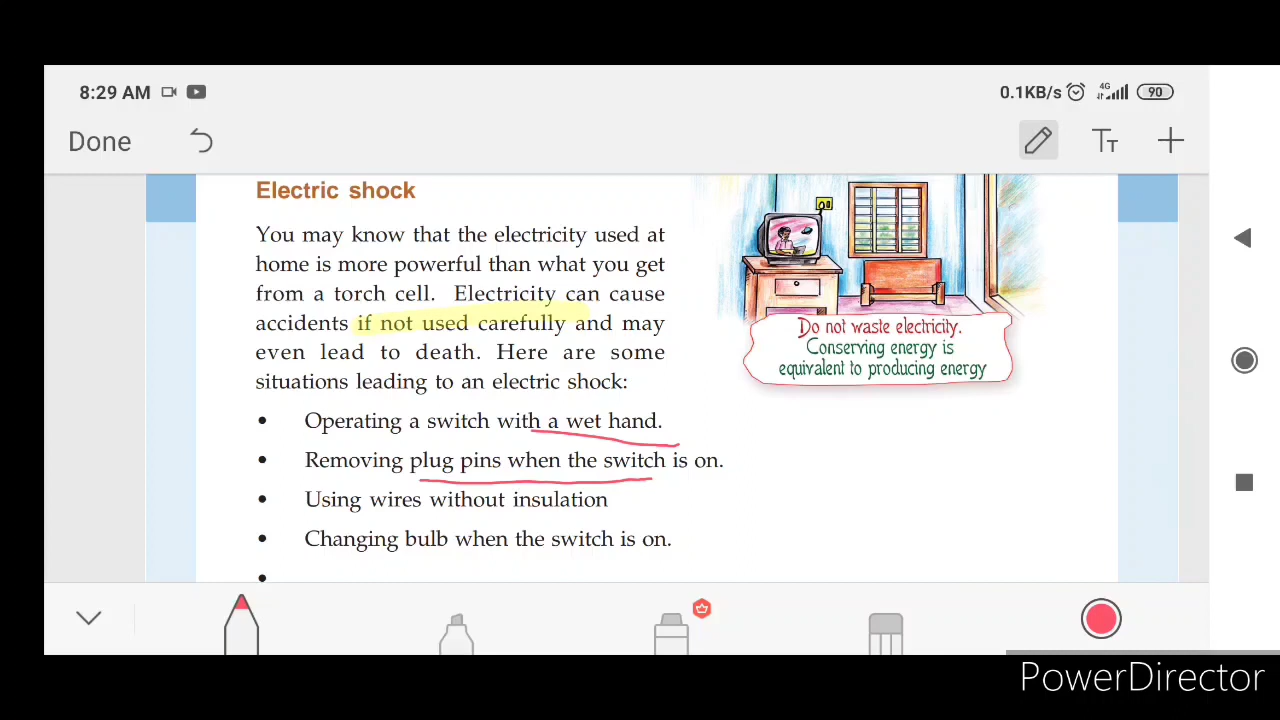 8:29 AM
0.1KB/s 4G 90
Done
Electric shock
You may know that the electricity used at
home is more powerful than what you get
from a torch cell. Electricity can cause
accidents if not used carefully and may
even lead to death. Here are some
situations leading to an electric shock:
• Operating a switch with a wet hand.
• Removing plug pins when the switch is on.
• Using wires without insulation
• Changing bulb when the switch is on.
•
Do not waste electricity.
Conserving energy is
equivalent to producing energy
PowerDirector